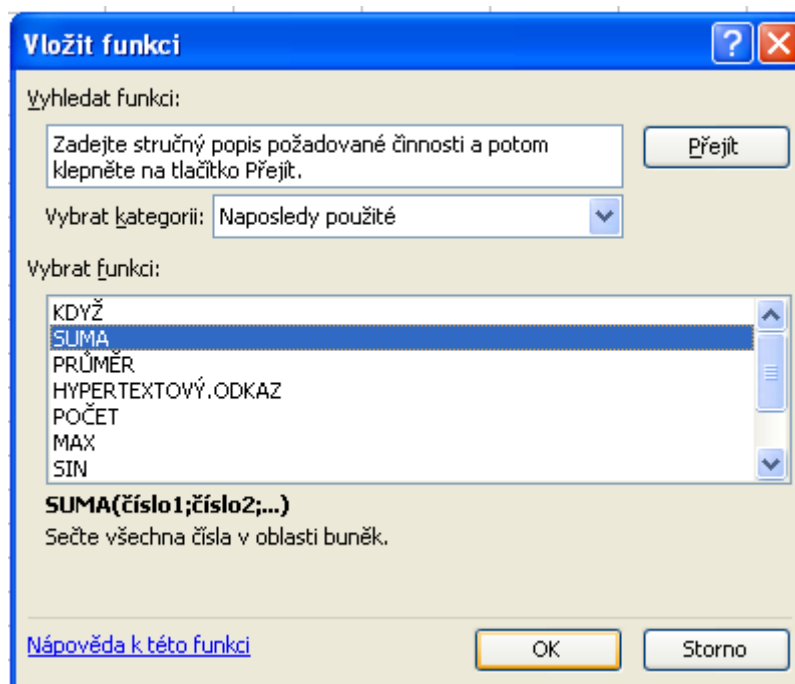 Vložit funkci
Vyhledat funkci:
Zadejte stručný popis požadované činnosti a potom
klepněte na tlačítko Přejít.
Přejít
Vybrat kategorii:
Naposledy použité
Vybrat funkci:
KDYŽ
SUMA
PRŮMĚR
HYPERTEXTOVÝ.ODKAZ
POČET
MAX
SIN
SUMA(číslo1;číslo2;...)
Sečte všechna čísla v oblasti buněk.
Nápověda k této funkci
OK
Storno